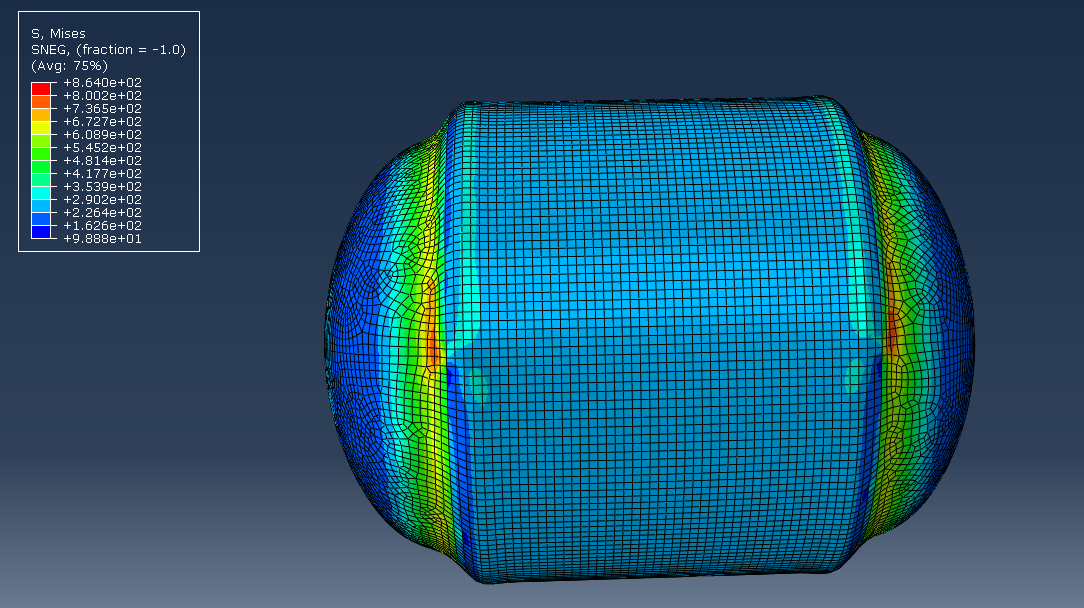 S, Mises
SNEG, (fraction = -1.0)
(Avg: 75%)
+8.640e+02
+8.002e+02
+7.365e+02
+6.727e+02
+6.089e+02
+5.452e+02
+4.814e+02
+4.177e+02
+3.539e+02
+2.902e+02
+2.264e+02
+1.626e+02
+9.888e+01